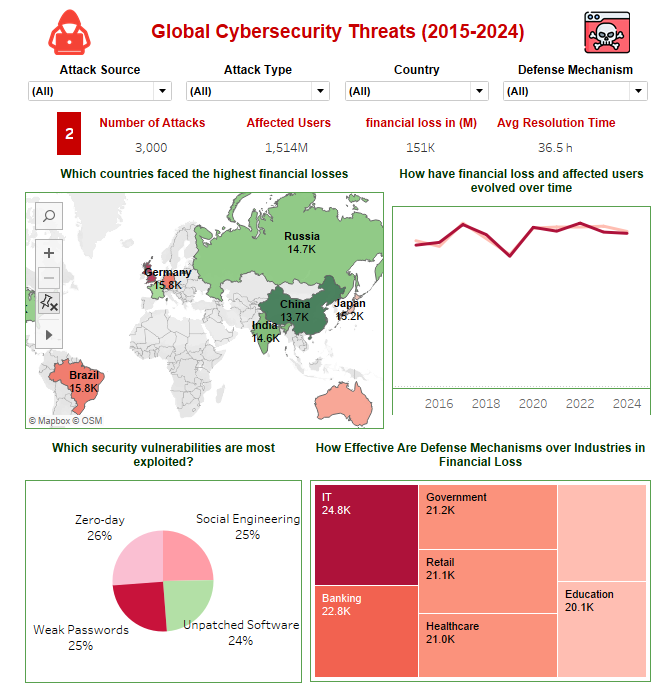 Global Cybersecurity Threats (2015-2024)
Attack Source
Attack Type
Country
Defense Mechanism
(All)
(All)
(All)
(All)
2
Number of Attacks
Affected Users
financial loss in (M)
Avg Resolution Time
3,000
1,514M
151K
36.5 h
Which countries faced the highest financial losses
How have financial loss and affected users
evolved over time
Russia
14.7K
Germany
15.8K
China
13.7K
Japan
15.2K
India
14.6K
Brazil
15.8K
© Mapbox © OSM
2016
2018
2020
2022
2024
Which security vulnerabilities are most
exploited?
How Effective Are Defense Mechanisms over Industries in
Financial Loss
Zero-day
26%
Social Engineering
25%
Weak Passwords
25%
Unpatched Software
24%
IT
24.8K
Banking
22.8K
Government
21.2K
Retail
21.1K
Healthcare
21.0K
Education
20.1K